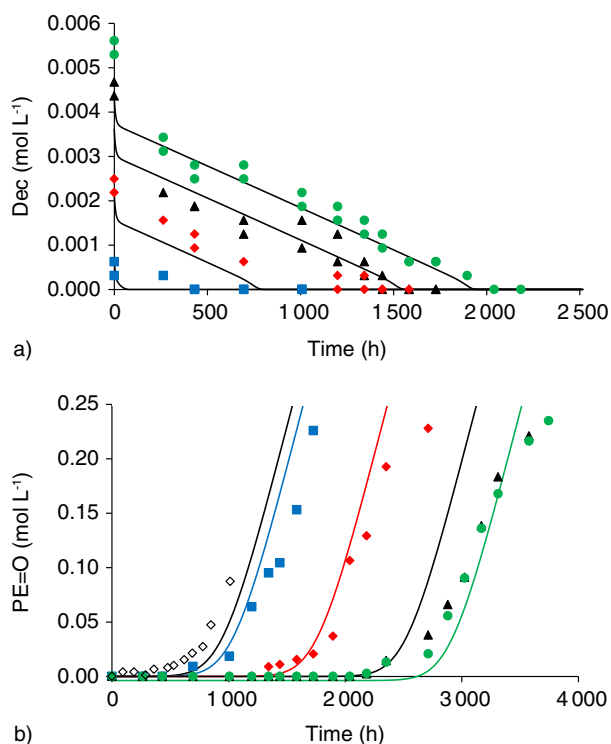 0.006
0.005
0.004
0.003
0.002
0.001
0.000
Dec (mol L-1)
0 500 1 000 1 500 2 000 2 500
Time (h)
a)
0.25
0.20
0.15
0.10
0.05
0.00
PE=O (mol L-1)
0 1 000 2 000 3 000 4 000
Time (h)
b)